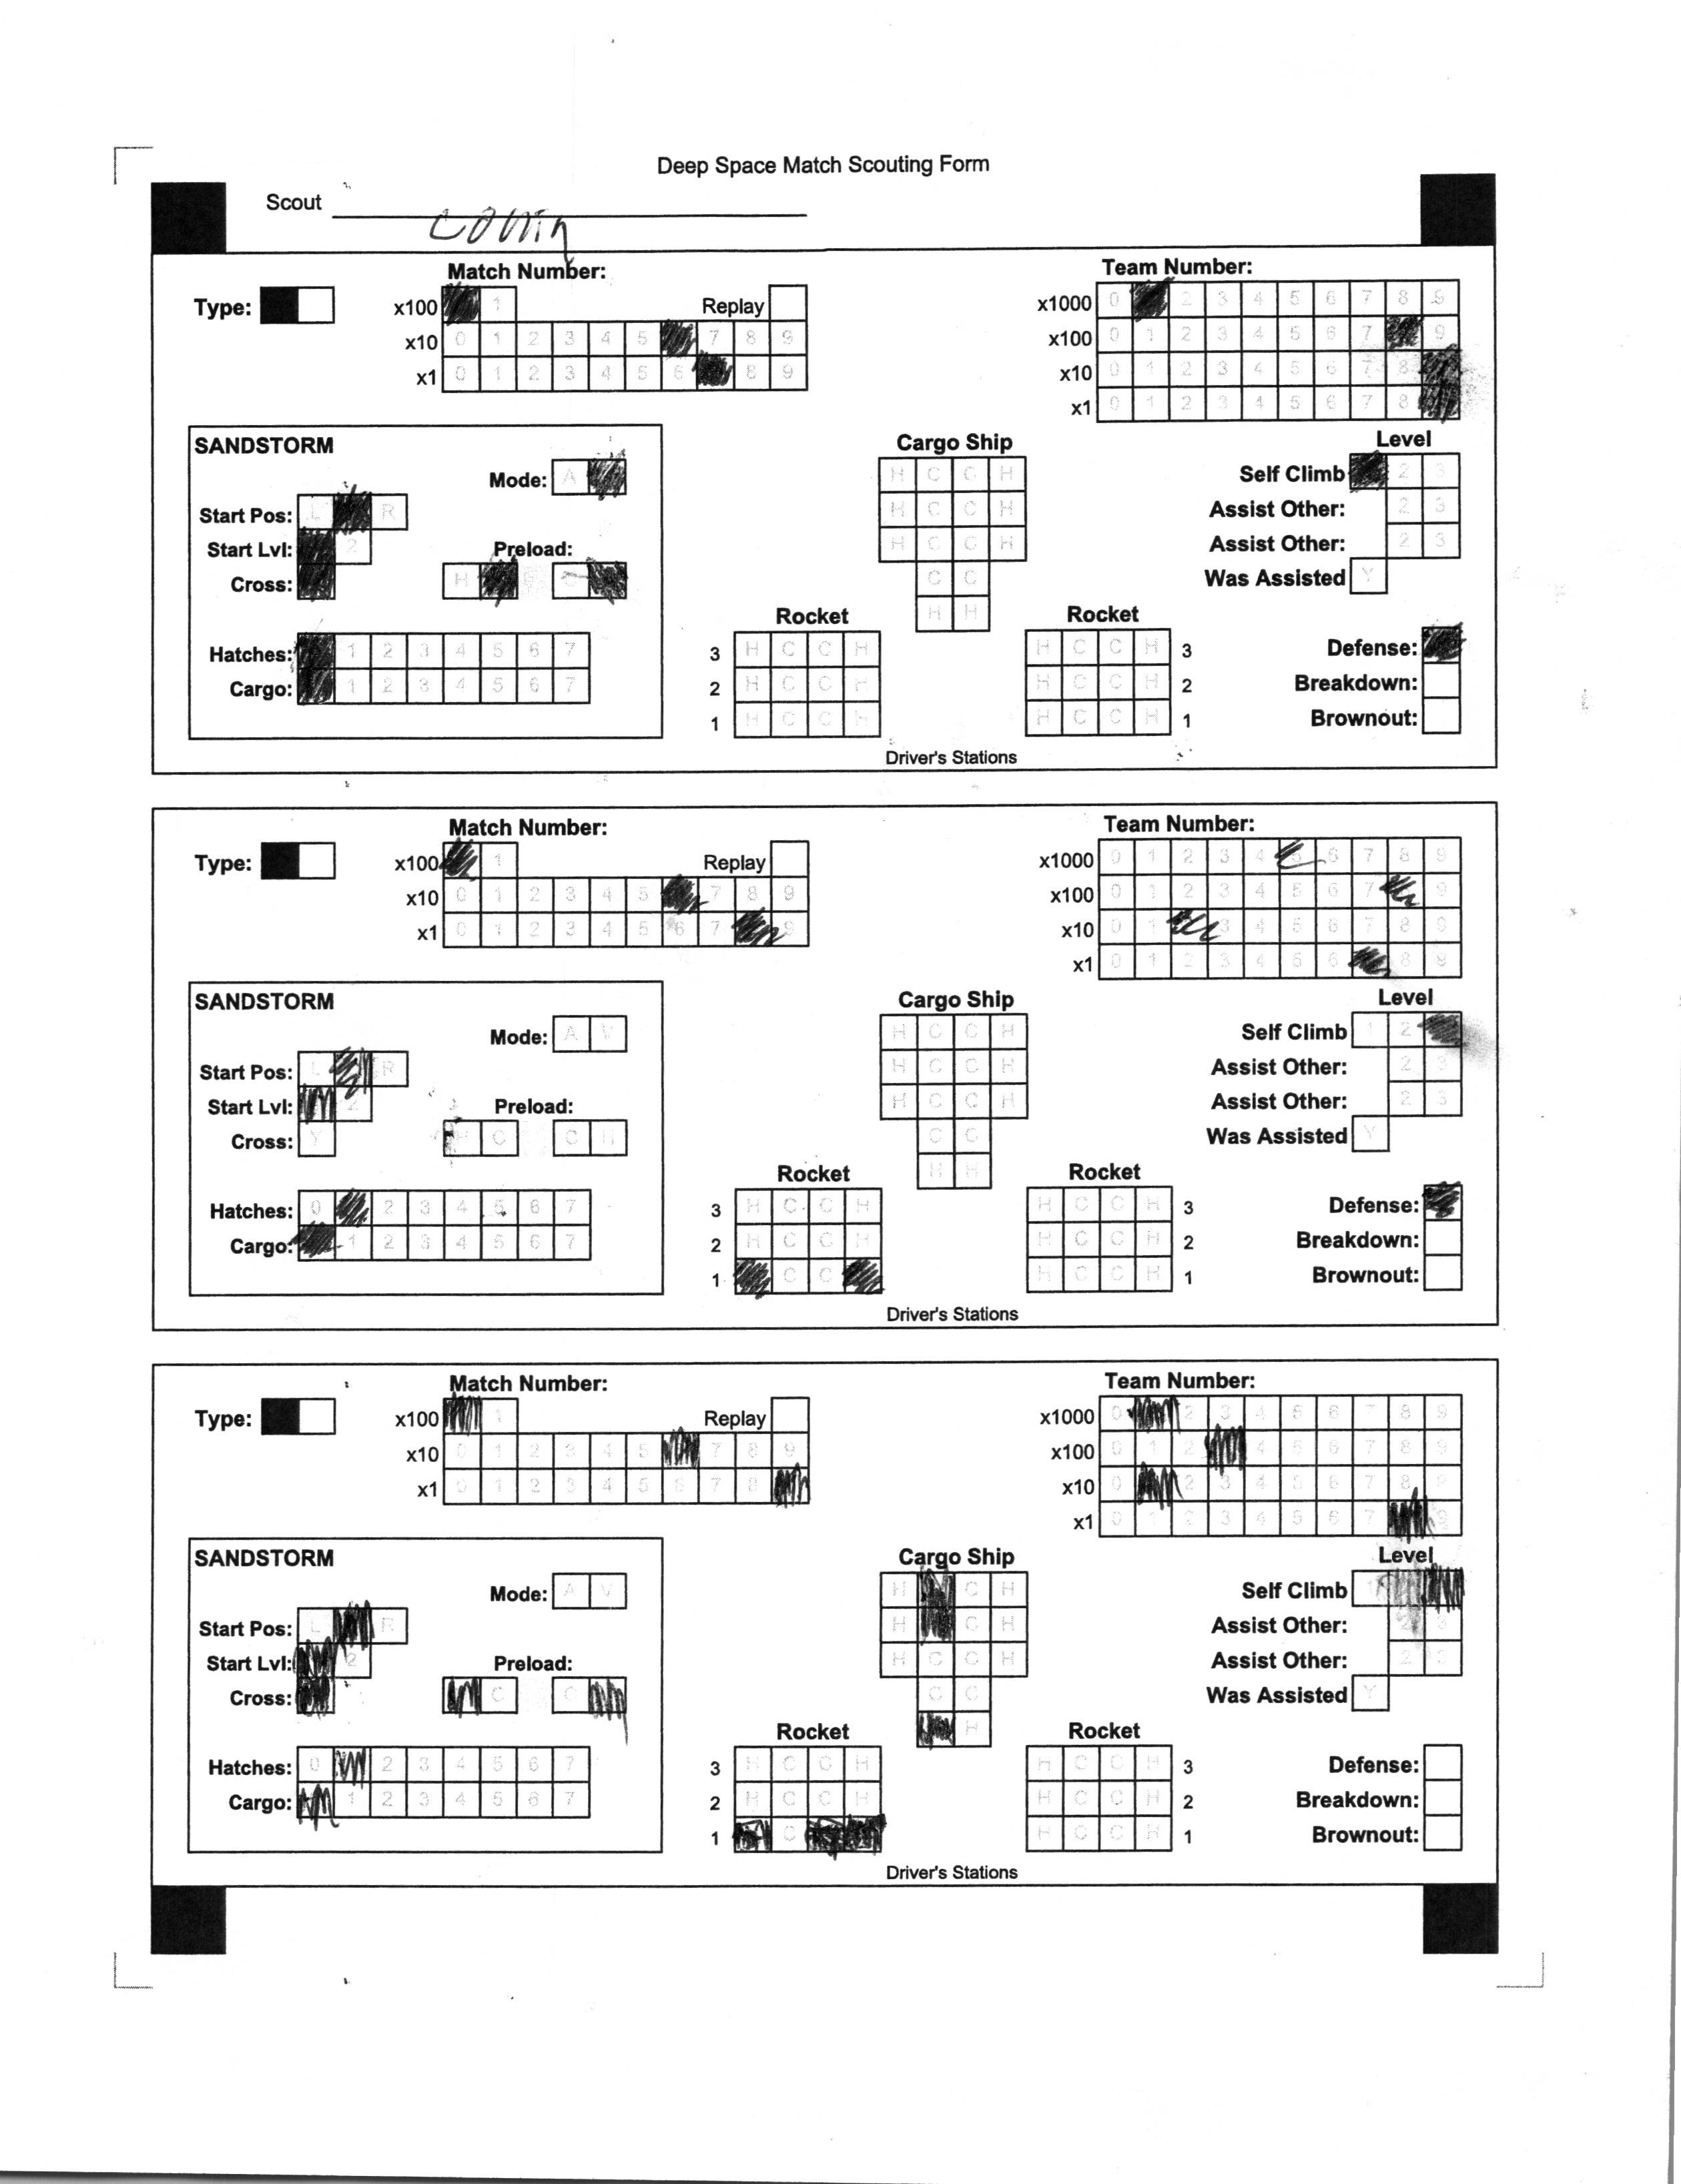 Deep Space Match Scouting Form
Scout
Match Number:
Team Number:
Type:
x100 1 Replay
x10 0 1 2 3 4 5 7 8 9
x1 0 1 2 3 4 5 6 8 9
x1000 0 2 3 4 5 6 7 8 9
x100 0 1 2 3 4 5 6 7 9
x10 0 1 2 3 4 5 6 7 8
x1 0 1 2 3 4 5 6 7 8
SANDSTORM
Mode: A
Start Pos: L R
Start Lvl: 2
Preload:
Cross: H C
Hatches: 1 2 3 4 5 6 7
Cargo: 1 2 3 4 5 6 7
Cargo Ship
H C C H
H C C H
H C C H
C C
H H
Rocket
3 H C C H
2 H C C H
1 H C C H
Rocket
H C C H 3
H C C H 2
H C C H 1
Driver's Stations
Level
Self Climb 2 3
Assist Other: 2 3
Assist Other: 2 3
Was Assisted Y
Defense:
Breakdown:
Brownout:
Match Number:
Team Number:
Type:
x100 1 Replay
x10 0 1 2 3 4 5 7 8 9
x1 0 1 2 3 4 5 6 7 9
x1000 0 1 2 3 4 5 6 7 8 9
x100 0 1 2 3 4 5 6 7 9
x10 0 1 3 4 5 6 7 8 9
x1 0 1 2 3 4 5 6 8 9
SANDSTORM
Mode: A V
Start Pos: L R
Start Lvl: 2
Preload:
Cross: Y H C C H
Hatches: 0 2 3 4 5 6 7
Cargo: 1 2 3 4 5 6 7
Cargo Ship
H C C H
H C C H
H C C H
C C
H H
Rocket
3 H C C H
2 H C C H
1 C C
Rocket
H C C H 3
H C C H 2
H C C H 1
Driver's Stations
Level
Self Climb 1 2
Assist Other: 2 3
Assist Other: 2 3
Was Assisted Y
Defense:
Breakdown:
Brownout:
Match Number:
Team Number:
Type:
x100 1 Replay
x10 0 1 2 3 4 5 7 8 9
x1 0 1 2 3 4 5 6 7 8
x1000 0 2 3 4 5 6 7 8 9
x100 0 1 2 4 5 6 7 8 9
x10 0 2 3 4 5 6 7 8 9
x1 0 1 2 3 4 5 6 7 9
SANDSTORM
Mode: A V
Start Pos: L R
Start Lvl: 2
Preload:
Cross: C C
Hatches: 0 2 3 4 5 6 7
Cargo: 1 2 3 4 5 6 7
Cargo Ship
H C H
H C H
H C C H
C C
H
Rocket
3 H C C H
2 H C C H
1 C
Rocket
H C C H 3
H C C H 2
H C C H 1
Driver's Stations
Level
Self Climb
Assist Other: 2 3
Assist Other: 2 3
Was Assisted Y
Defense:
Breakdown:
Brownout: